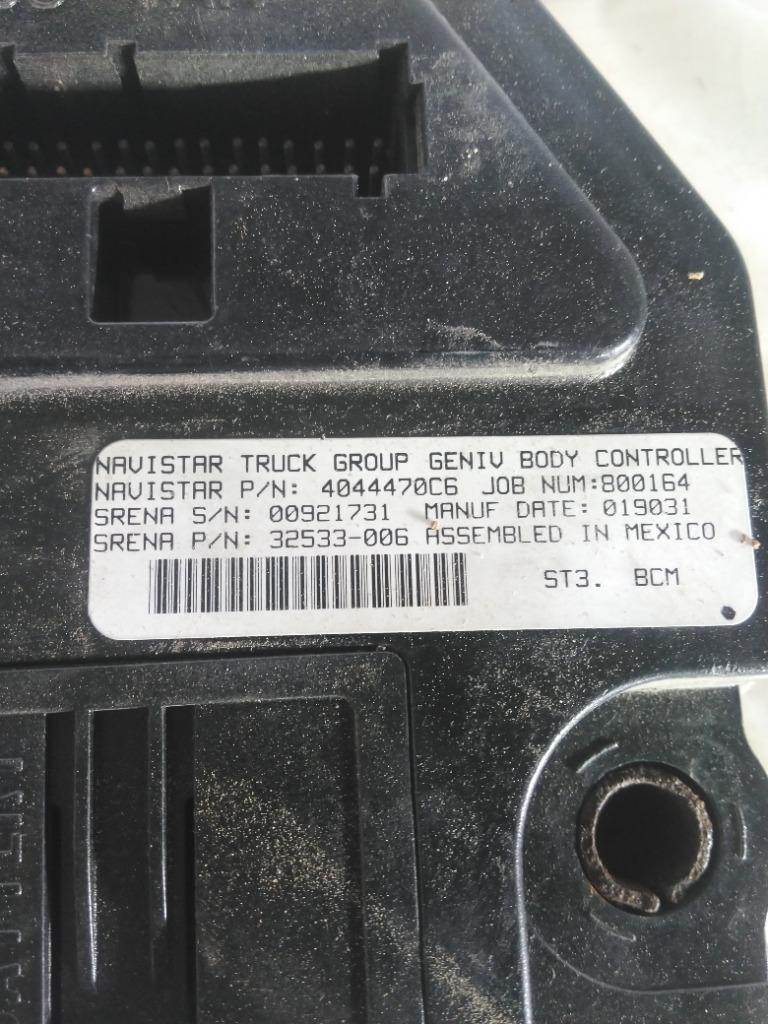 NAVISTAR TRUCK GROUP GENIV BODY CONTROLLER
NAVISTAR P/N: 4044470C6 JOB NUM:800164
SRENA S/N: 00921731 MANUF DATE: 019031
SRENA P/N: 32533-006 ASSEMBLED IN MEXICO
ST3. BCM
BATTERY